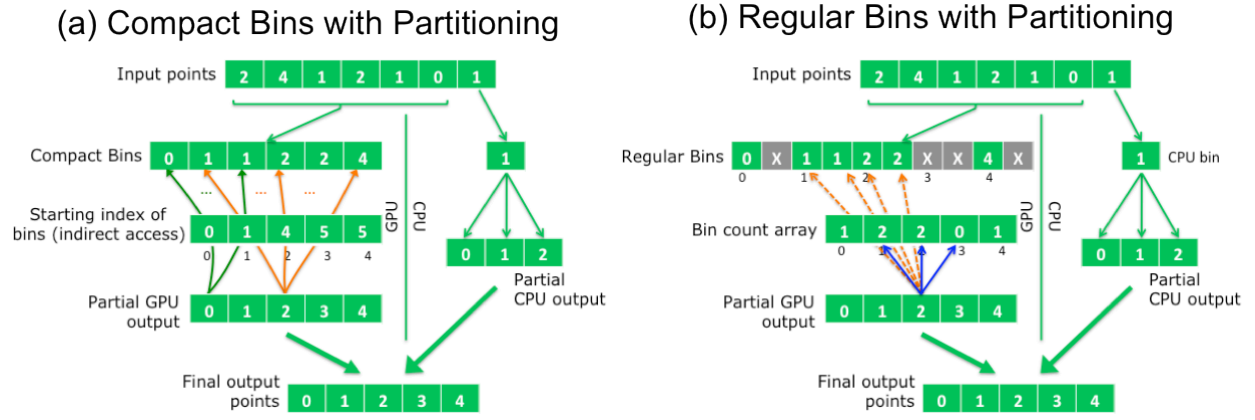 (a) Compact Bins with Partitioning
Input points 2 4 1 2 1 0 1
Compact Bins 0 1 1 2 2 4
1
... ... ...
Starting index of
bins (indirect access)
0 1 4 5 5
0 1 2 3 4
GPU
CPU
0 1 2
Partial
CPU output
Partial GPU
output
0 1 2 3 4
Final output
points
0 1 2 3 4
(b) Regular Bins with Partitioning
Input points 2 4 1 2 1 0 1
Regular Bins 0 X 1 1 2 2 X X 4 X
0 1 2 3 4
1 CPU bin
Bin count array 1 2 2 0 1
0 1 2 3 4
GPU
CPU
0 1 2
Partial
CPU output
Partial GPU
output
0 1 2 3 4
Final output
points
0 1 2 3 4